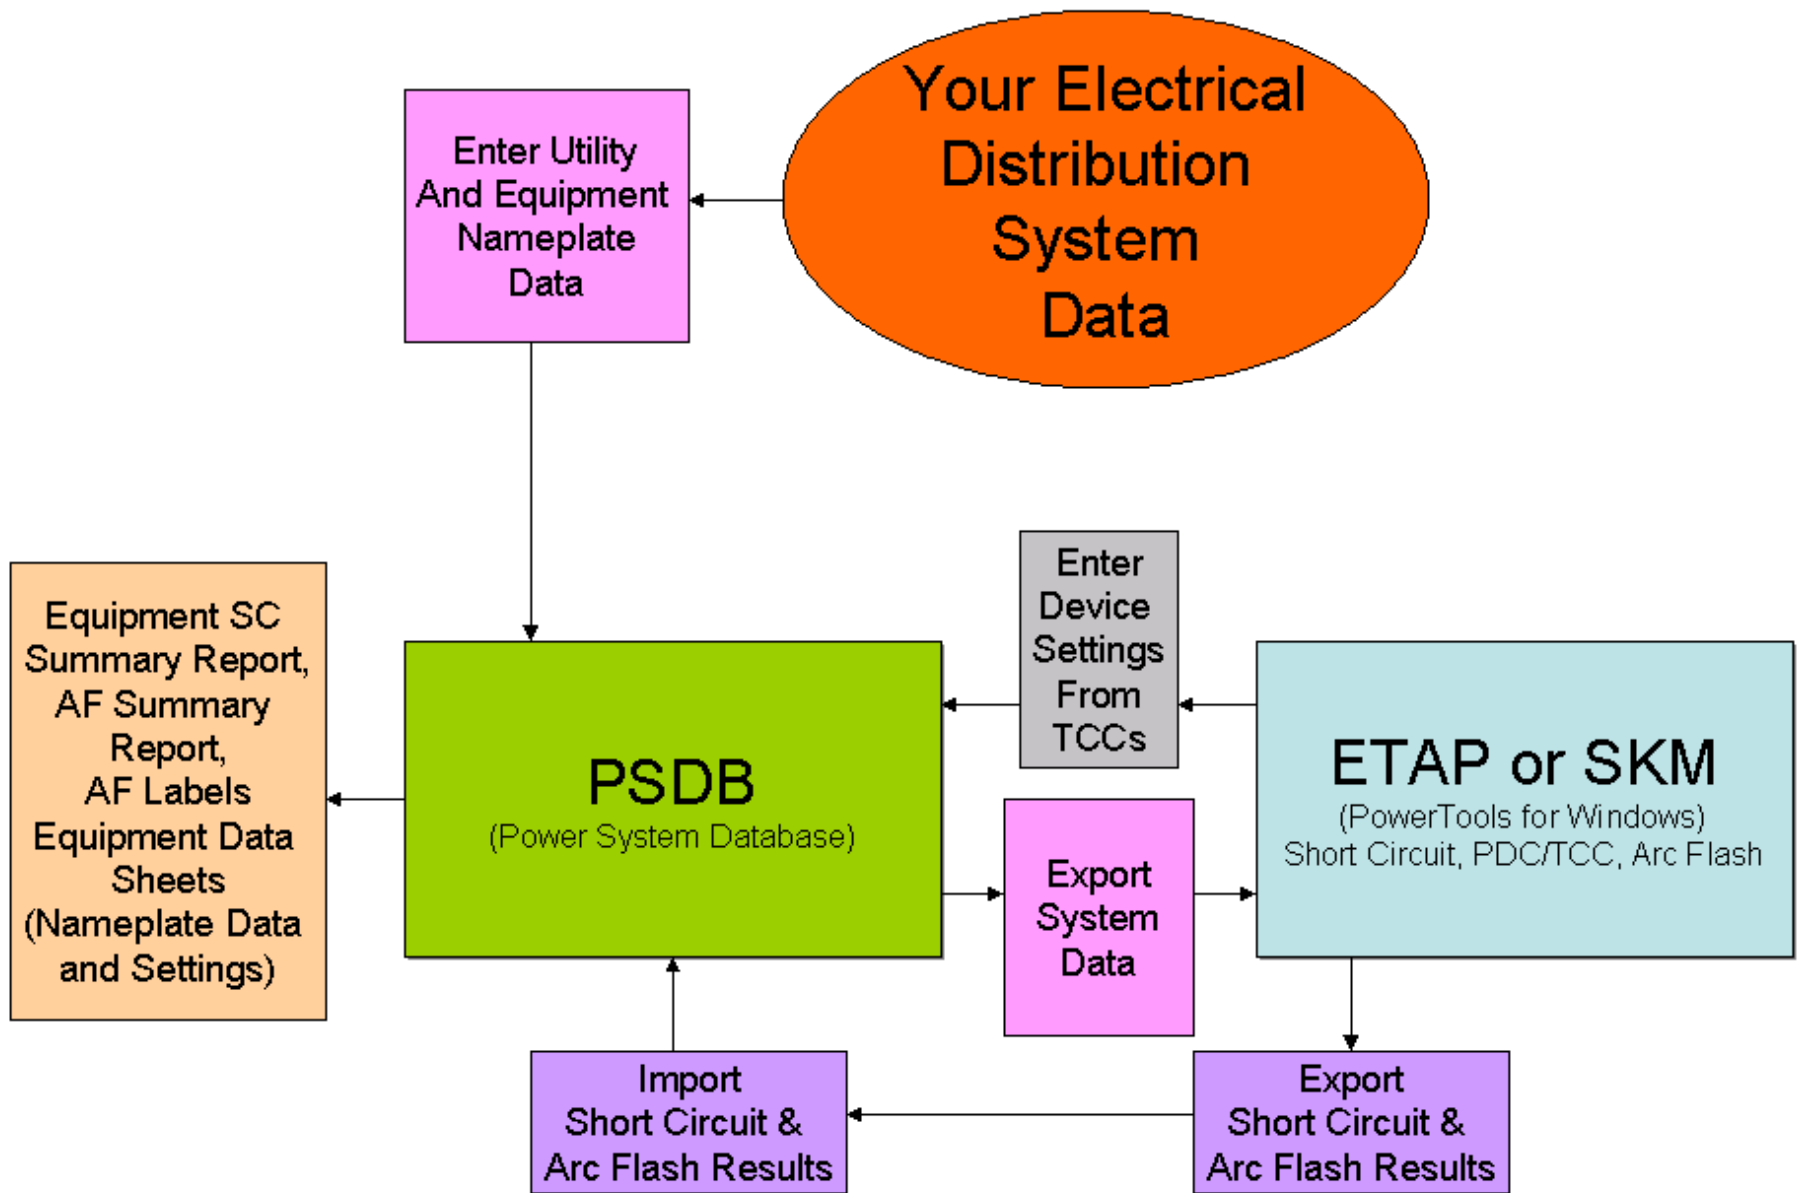 Your Electrical
Distribution
System
Data
Enter Utility
And Equipment
Nameplate
Data
Equipment SC
Summary Report,
AF Summary
Report,
AF Labels
Equipment Data
Sheets
(Nameplate Data
and Settings)
PSDB
(Power System Database)
Enter
Device
Settings
From
TCCs
Export
System
Data
ETAP or SKM
(PowerTools for Windows)
Short Circuit, PDC/TCC, Arc Flash
Import
Short Circuit &
Arc Flash Results
Export
Short Circuit &
Arc Flash Results